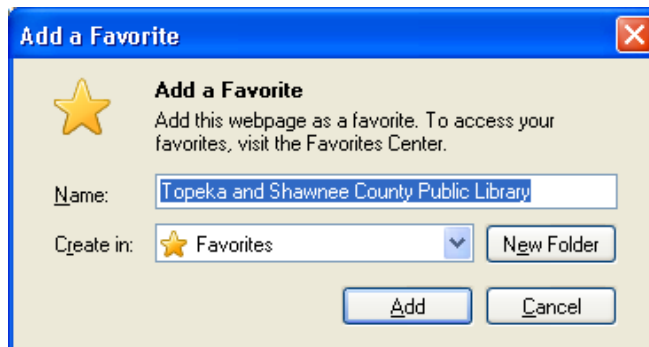 Add a Favorite
Add a Favorite
Add this webpage as a favorite. To access your
favorites, visit the Favorites Center.
Name: Topeka and Shawnee County Public Library
Create in: Favorites New Folder
Add Cancel